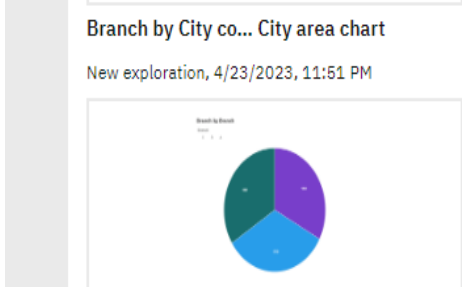 Branch by City co... City area chart
New exploration, 4/23/2023, 11:51 PM
Branch by Branch